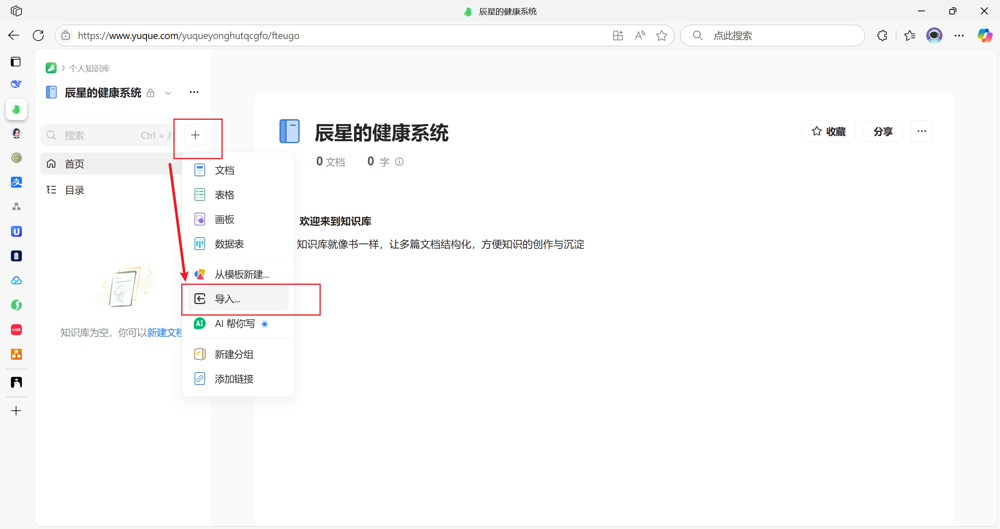 辰星的健康系统
https://www.yuque.com/yuqueyonghutqcgfo/fteugo
点此搜索
个人知识库
辰星的健康系统
搜索 Ctrl + J
首页
目录
知识库为空，你可以新建文档
文档
表格
画板
数据表
从模板新建...
导入...
AI 帮你写
新建分组
添加链接
辰星的健康系统
收藏
分享
0 文档 0 字
欢迎来到知识库
知识库就像书一样，让多篇文档结构化，方便知识的创作与沉淀
支
U
小红书
AI